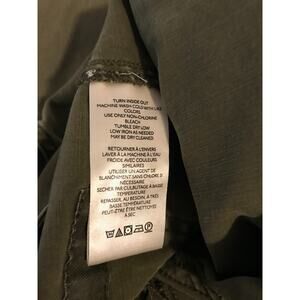 TURN INSIDE OUT
MACHINE WASH COLD WITH LIKE
COLORS
USE ONLY NON-CHLORINE
BLEACH
TUMBLE DRY LOW
LOW IRON AS NEEDED
MAY BE DRY CLEANED
RETOURNER À L'ENVERS
LAVER À LA MACHINE À L'EAU
FROIDE AVEC COULEURS
SIMILAIRES
UTILISER UN AGENT DE
BLANCHIMENT SANS CHLORE SI
NÉCESSAIRE
SÉCHER PAR CULBUTAGE À BASSE
TEMPÉRATURE
REPASSER, AU BESOIN, À TRÈS
BASSE TEMPÉRATURE
PEUT-ÊTRE ÊTRE NETTOYÉE
À SEC